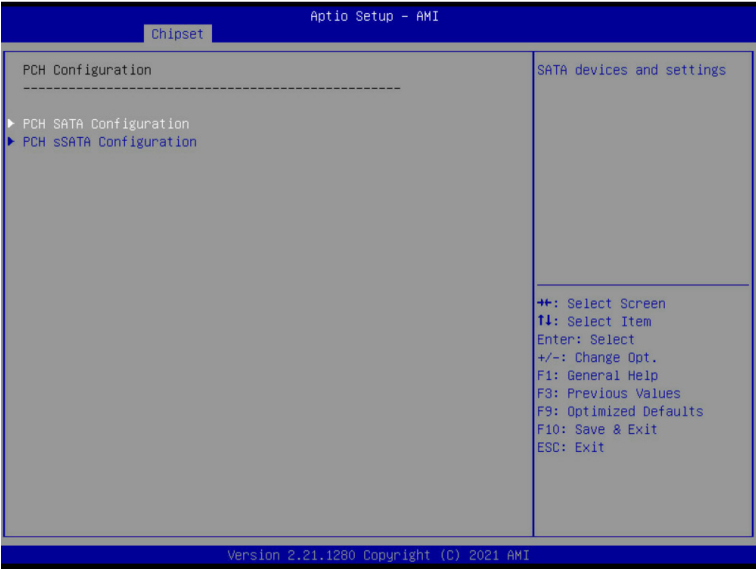 Aptio Setup – AMI
Chipset
PCH Configuration
--------------------------------------------------
▶ PCH SATA Configuration
▶ PCH sSATA Configuration
SATA devices and settings
→←: Select Screen
↑↓: Select Item
Enter: Select
+/-: Change Opt.
F1: General Help
F3: Previous Values
F9: Optimized Defaults
F10: Save & Exit
ESC: Exit
Version 2.21.1280 Copyright (C) 2021 AMI